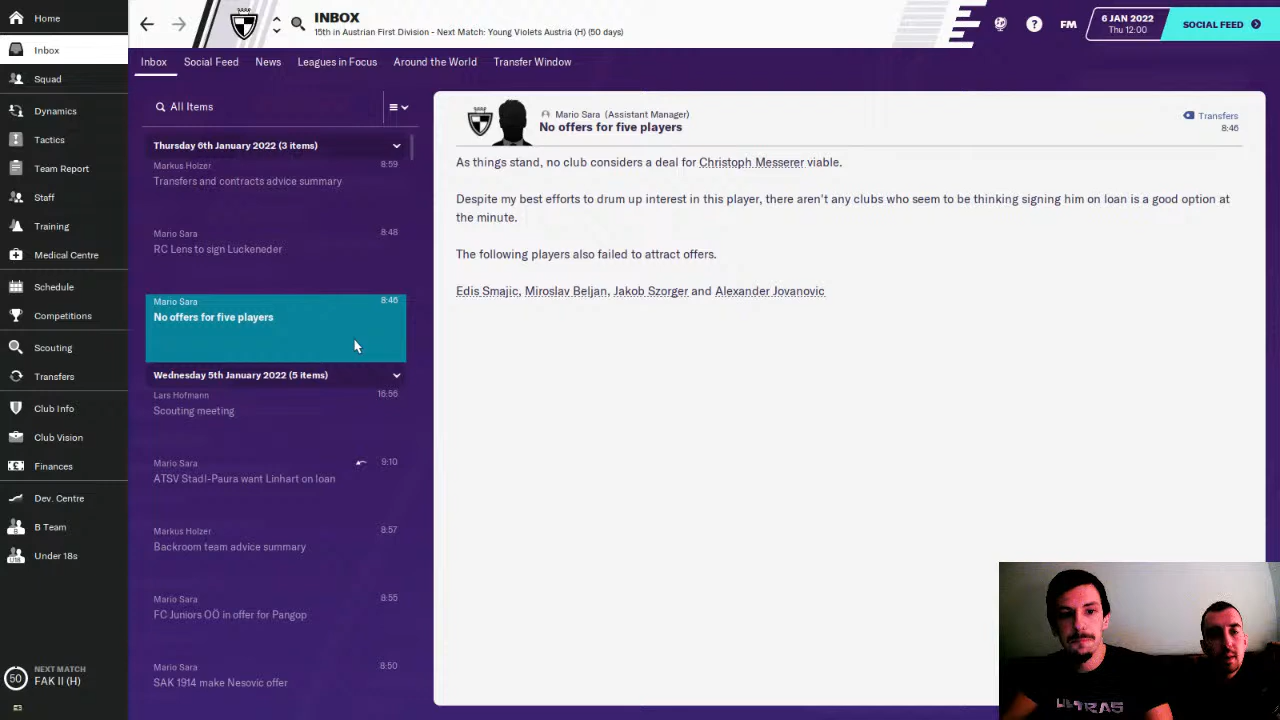 Home
Inbox
Squad
Dynamics
Tactics
Team Report
Staff
Training
Medical Centre
Schedule
Competitions
Scouting
Transfers
Club Info
Club Vision
Finances
Dev. Centre
B Team
Under 18s
50
NEXT MATCH
FAK II (H)
INBOX
15th in Austrian First Division - Next Match: Young Violets Austria (H) (50 days)
FM
6 JAN 2022
Thu 12:00
SOCIAL FEED
Inbox
Social Feed
News
Leagues in Focus
Around the World
Transfer Window
All Items
Thursday 6th January 2022 (3 items)
Markus Holzer 8:59
Transfers and contracts advice summary
Mario Sara 8:48
RC Lens to sign Luckeneder
Mario Sara 8:46
No offers for five players
Wednesday 5th January 2022 (5 items)
Lars Hofmann 16:56
Scouting meeting
Mario Sara 9:10
ATSV Stadl-Paura want Linhart on loan
Markus Holzer 8:57
Backroom team advice summary
Mario Sara 8:55
FC Juniors OÖ in offer for Pangop
Mario Sara 8:50
SAK 1914 make Nesovic offer
Mario Sara (Assistant Manager)
No offers for five players
Transfers
8:46
As things stand, no club considers a deal for Christoph Messerer viable.
Despite my best efforts to drum up interest in this player, there aren't any clubs who seem to be thinking signing him on loan is a good option at
the minute.
The following players also failed to attract offers.
Edis Smajic, Miroslav Beljan, Jakob Szorger and Alexander Jovanovic
ULTRAS